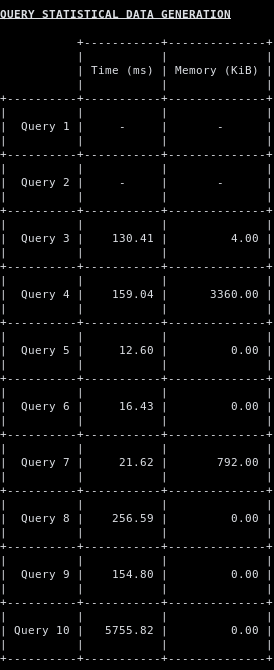 QUERY STATISTICAL DATA GENERATION
Time (ms) Memory (KiB)
Query 1 - -
Query 2 - -
Query 3 130.41 4.00
Query 4 159.04 3360.00
Query 5 12.60 0.00
Query 6 16.43 0.00
Query 7 21.62 792.00
Query 8 256.59 0.00
Query 9 154.80 0.00
Query 10 5755.82 0.00